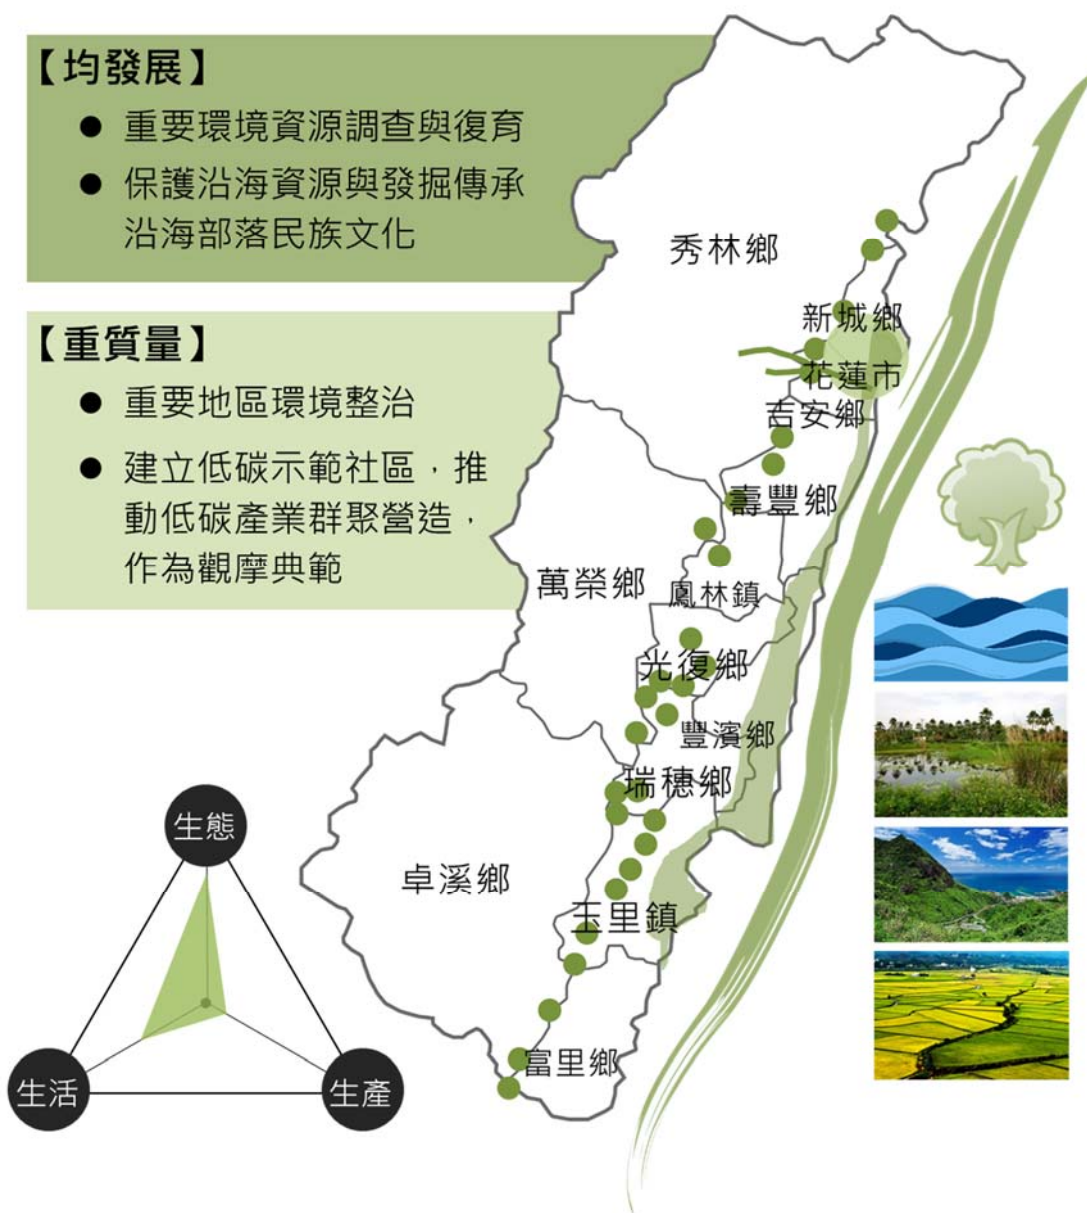 【均發展】
● 重要環境資源調查與復育
● 保護沿海資源與發掘傳承
沿海部落民族文化
【重質量】
● 重要地區環境整治
● 建立低碳示範社區，推
動低碳產業群聚營造，
作為觀摩典範
秀林鄉
新城鄉
花蓮市
吉安鄉
壽豐鄉
萬榮鄉
鳳林鎮
光復鄉
豐濱鄉
瑞穗鄉
卓溪鄉
玉里鎮
富里鄉
生態
生活
生產